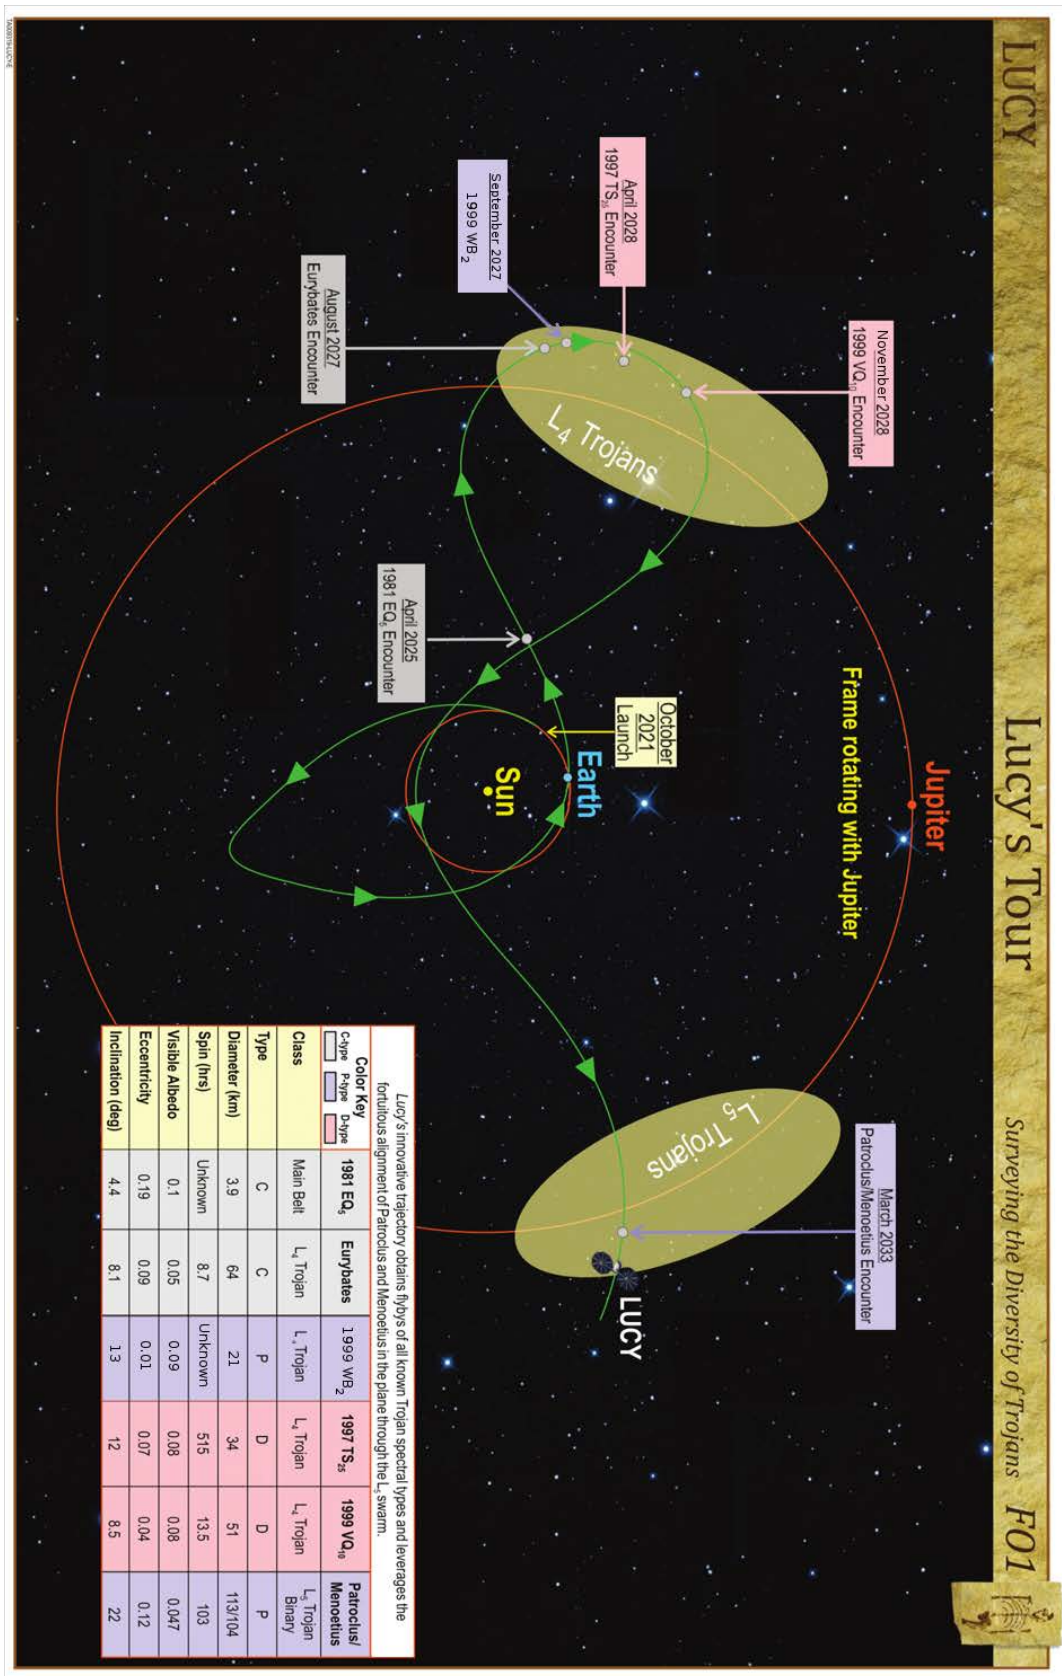 LUCY
Lucy's Tour
Surveying the Diversity of Trojans
FO1
Jupiter
Frame rotating with Jupiter
November 2028
1999 VQ10 Encounter
April 2028
1997 TS25 Encounter
September 2027
1999 WB2
August 2027
Eurybates Encounter
L4 Trojans
April 2025
1981 EQ5 Encounter
October
2021
Launch
Earth
Sun
March 2033
Patroclus/Menoetius Encounter
L5 Trojans
LUCY
Lucy's innovative trajectory obtains flybys of all known Trojan spectral types and leverages the
fortuitous alignment of Patroclus and Menoetius in the plane through the L5 swarm.
Color Key
C-type P-type D-type
1981 EQ5 Eurybates 1999 WB2 1997 TS25 1999 VQ10 Patroclus/
Menoetius
Class Main Belt L4 Trojan L4 Trojan L4 Trojan L4 Trojan L5 Trojan
Binary
Type C C P D D P
Diameter (km) 3.9 64 21 34 51 113/104
Spin (hrs) Unknown 8.7 Unknown 515 13.5 103
Visible Albedo 0.1 0.05 0.09 0.08 0.08 0.047
Eccentricity 0.19 0.09 0.01 0.07 0.04 0.12
Inclination (deg) 4.4 8.1 13 12 8.5 22